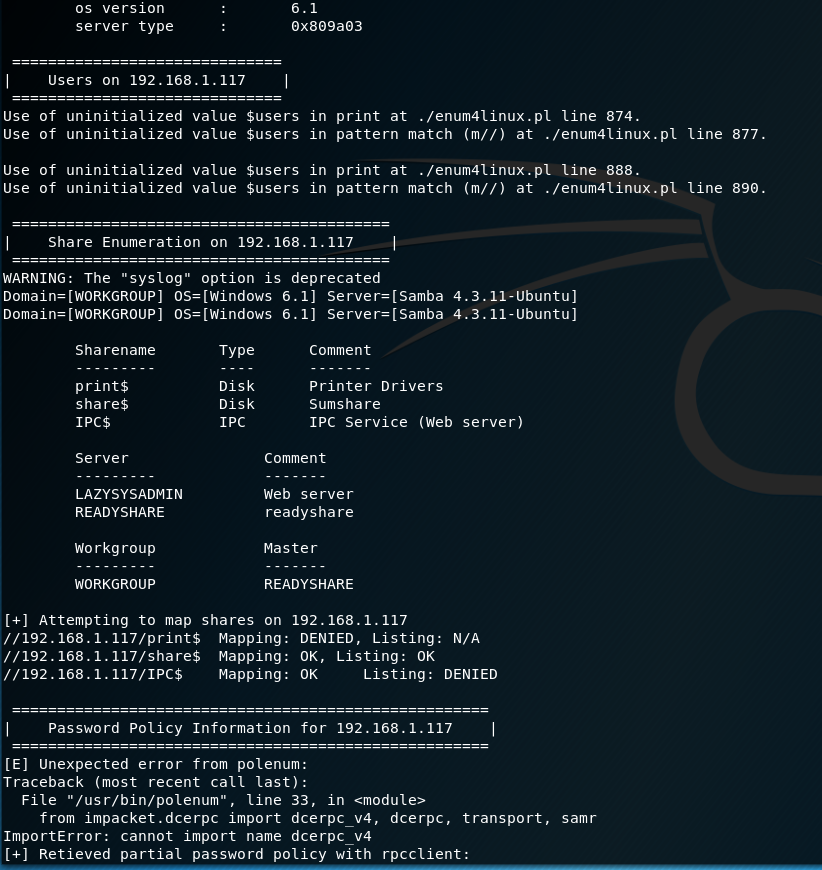 os version      :       6.1
        server type     :       0x809a03

 ==============================
|    Users on 192.168.1.117    |
 ==============================
Use of uninitialized value $users in print at ./enum4linux.pl line 874.
Use of uninitialized value $users in pattern match (m//) at ./enum4linux.pl line 877.

Use of uninitialized value $users in print at ./enum4linux.pl line 888.
Use of uninitialized value $users in pattern match (m//) at ./enum4linux.pl line 890.

 ==========================================
|    Share Enumeration on 192.168.1.117    |
 ==========================================
WARNING: The "syslog" option is deprecated
Domain=[WORKGROUP] OS=[Windows 6.1] Server=[Samba 4.3.11-Ubuntu]
Domain=[WORKGROUP] OS=[Windows 6.1] Server=[Samba 4.3.11-Ubuntu]

        Sharename       Type      Comment
        ---------       ----      -------
        print$          Disk      Printer Drivers
        share$          Disk      Sumshare
        IPC$            IPC       IPC Service (Web server)

        Server               Comment
        ---------            -------
        LAZYSYSADMIN         Web server
        READYSHARE           readyshare

        Workgroup            Master
        ---------            -------
        WORKGROUP            READYSHARE

[+] Attempting to map shares on 192.168.1.117
//192.168.1.117/print$  Mapping: DENIED, Listing: N/A
//192.168.1.117/share$  Mapping: OK, Listing: OK
//192.168.1.117/IPC$    Mapping: OK     Listing: DENIED

 =====================================================
|    Password Policy Information for 192.168.1.117    |
 =====================================================
[E] Unexpected error from polenum:
Traceback (most recent call last):
  File "/usr/bin/polenum", line 33, in <module>
    from impacket.dcerpc import dcerpc_v4, dcerpc, transport, samr
ImportError: cannot import name dcerpc_v4
[+] Retieved partial password policy with rpcclient: